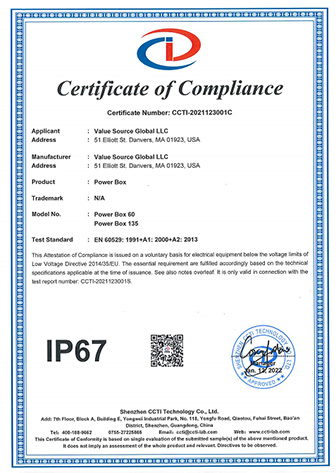 Certificate of Compliance
Certificate Number: CCTI-2021123001C
Applicant : Value Source Global LLC
Address : 51 Elliott St. Danvers, MA 01923, USA
Manufacturer : Value Source Global LLC
Address : 51 Elliott St. Danvers, MA 01923, USA
Product : Power Box
Trademark : N/A
Model No. : Power Box 60
Power Box 135
Test Standard : EN 60529: 1991+A1: 2000+A2: 2013
This Attestation of Compliance is issued on a voluntary basis for electrical equipment below the voltage limits of
Low Voltage Directive 2014/35/EU. The essential requirement are fulfilled accordingly based on the technical
specifications applicable at the time of issuance. See also notes overleaf. It is only valid in connection with the
test report number: CCTI-2021123001S.
IP67
Manager
Jan. 13, 2022
APPROVED
Shenzhen CCTI Technology Co., Ltd.
Add: 7th Floor, Block A, Building E, Yongwei Industrial Park, No. 118, Yongfu Road, Qiaotou, Fuhai Street, Bao'an
District, Shenzhen, Guangdong, China
Tel: 400-168-9662 0755-27225868 Email: ccti@ccti-lab.com Web: www.ccti-lab.com
This Certificate of Conformity is based on single evaluation of the submitted sample(s) of the above mentioned product.
It does not imply an assessment of the whole product and relevant. Directives to be observed.